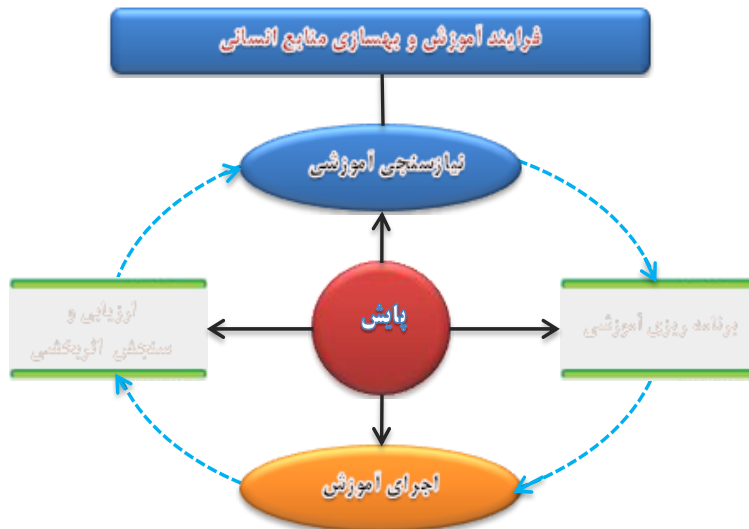 فرایند آموزش و بهسازی منابع انسانی
نیازسنجی آموزشی
برنامه ریزی آموزشی
پایش
ارزیابی و
سنجش اثربخشی
اجرای آموزش